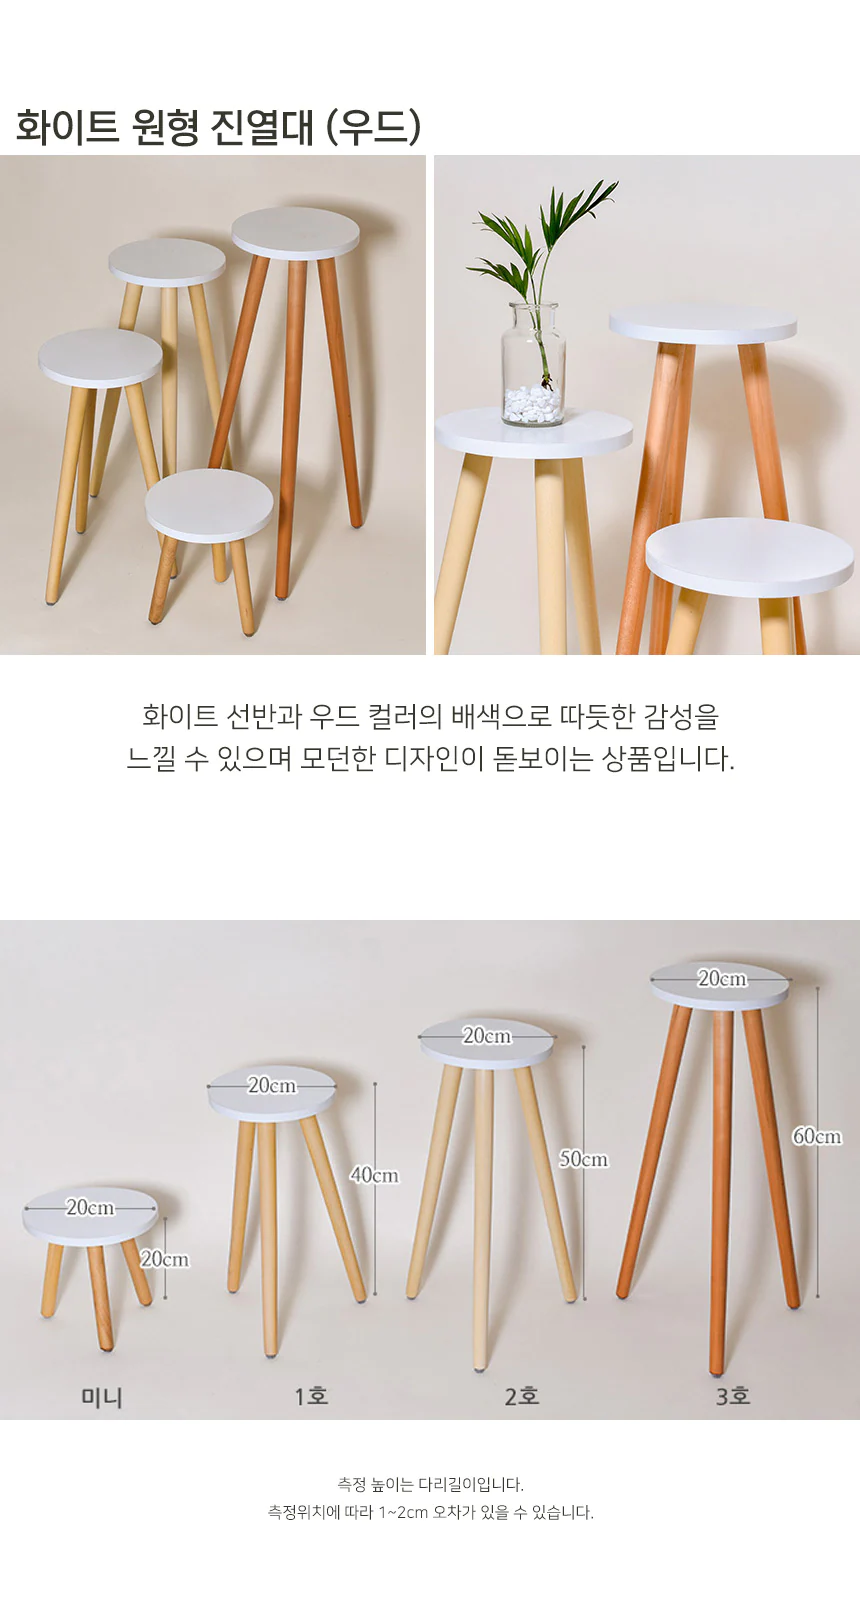 화이트 원형 진열대 (우드)
화이트 선반과 우드 컬러의 배색으로 따듯한 감성을
느낄 수 있으며 모던한 디자인이 돋보이는 상품입니다.
20cm
20cm
20cm
20cm
60cm
50cm
40cm
20cm
미니
1호
2호
3호
측정 높이는 다리길이입니다.
측정위치에 따라 1~2cm 오차가 있을 수 있습니다.